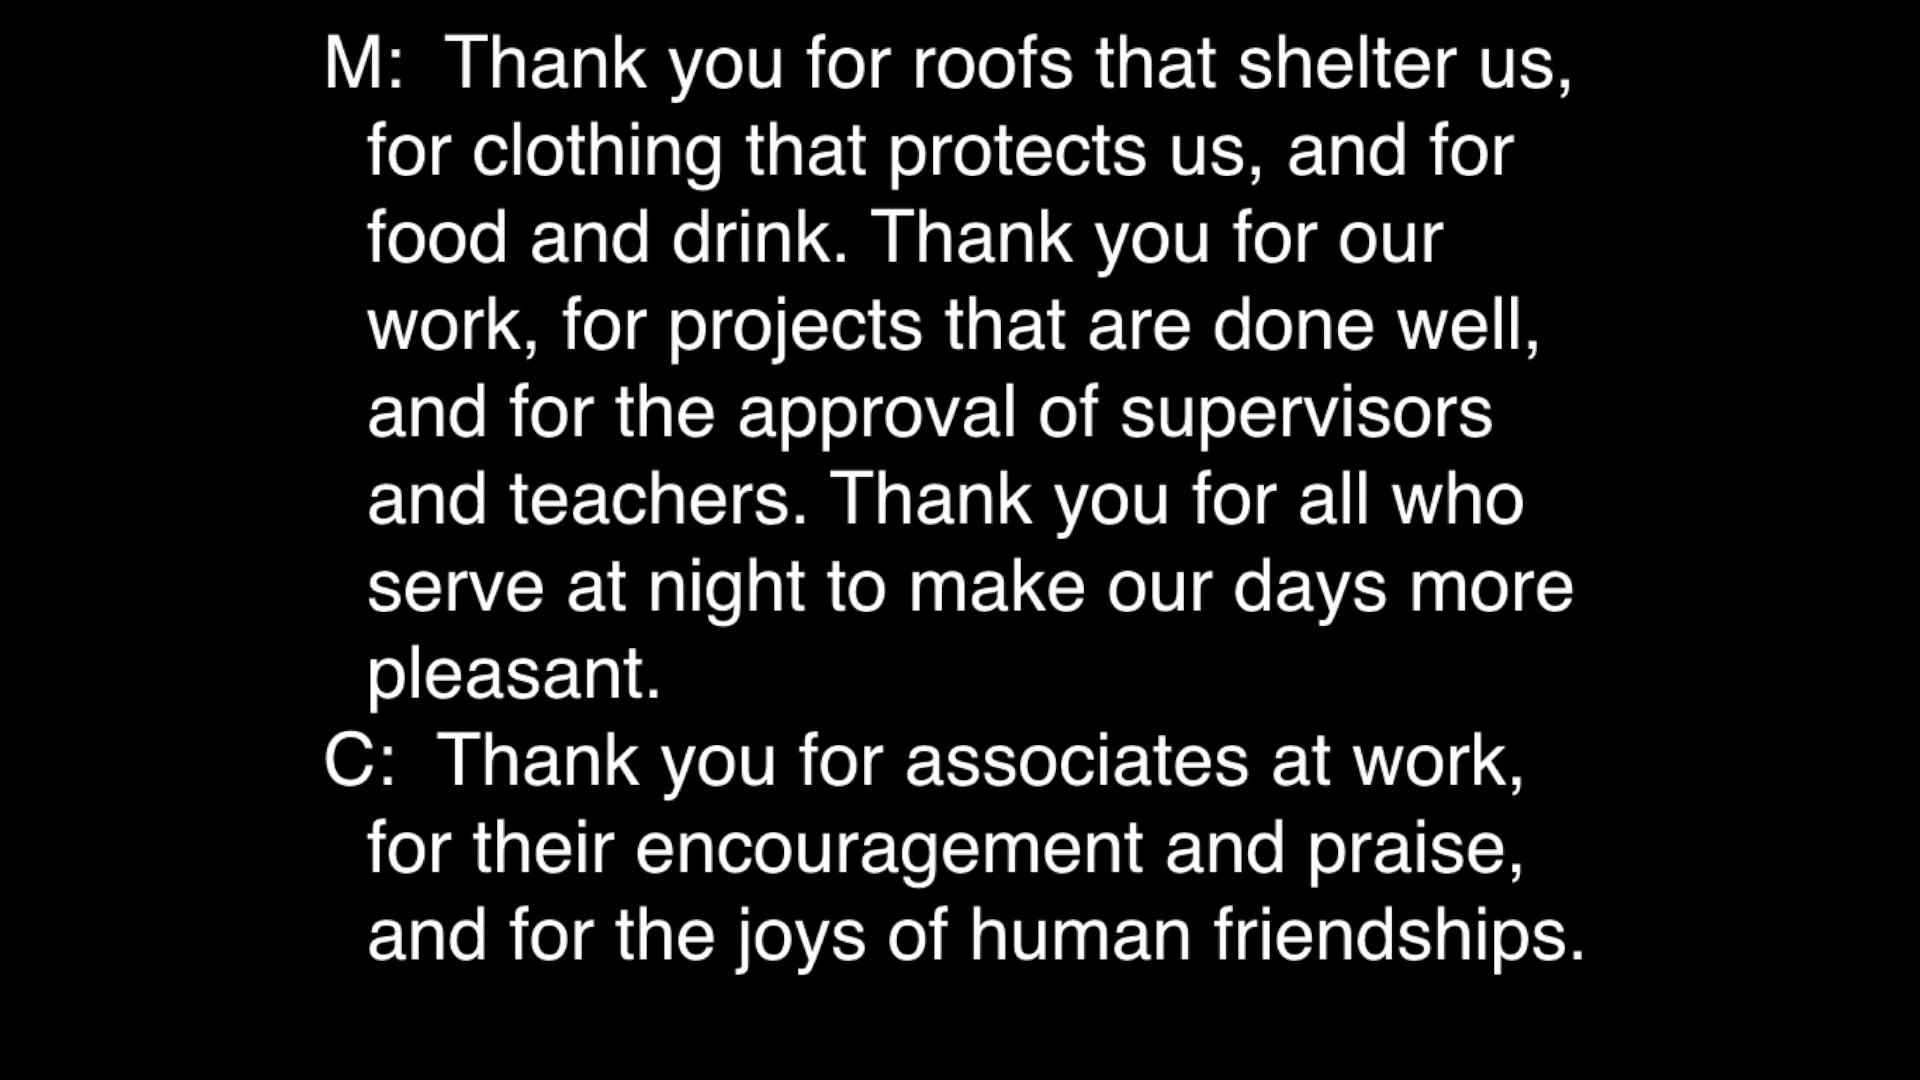 M:  Thank you for roofs that shelter us,
for clothing that protects us, and for
food and drink. Thank you for our
work, for projects that are done well,
and for the approval of supervisors
and teachers. Thank you for all who
serve at night to make our days more
pleasant.
C:  Thank you for associates at work,
for their encouragement and praise,
and for the joys of human friendships.